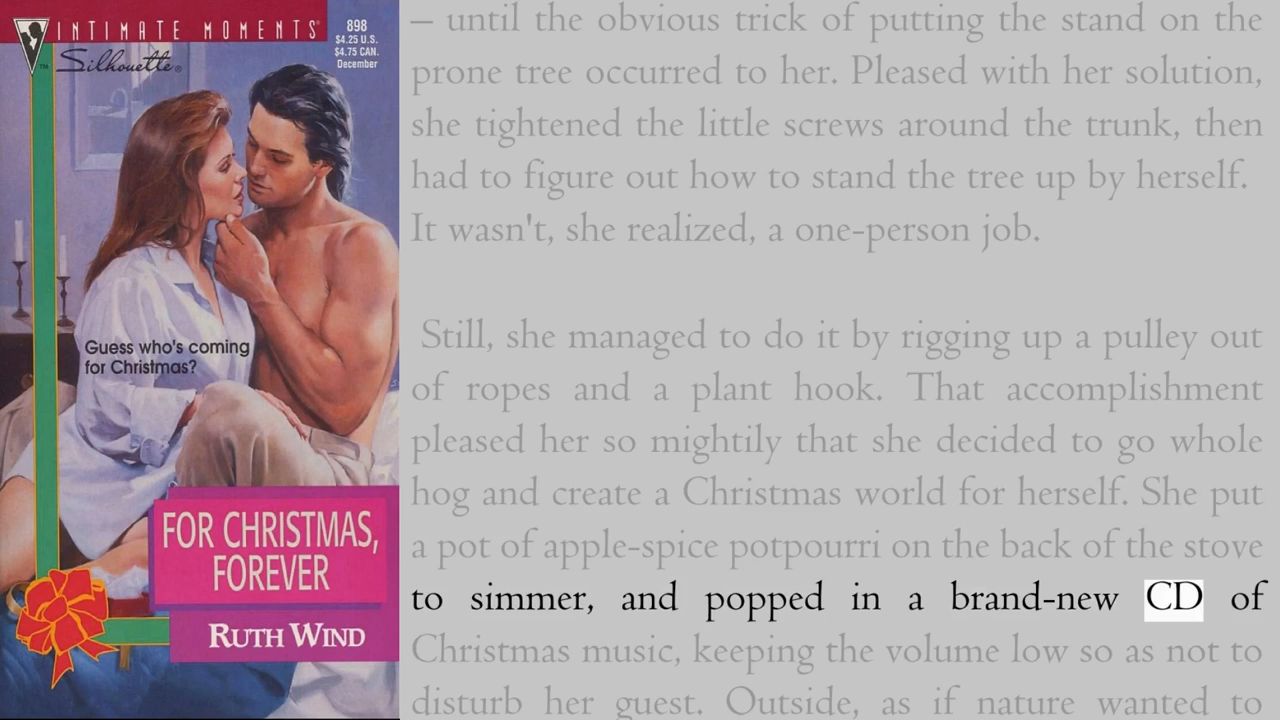 INTIMATE MOMENTS®
Silhouette®
TM
898
$4.25 U.S.
$4.75 CAN.
December
Guess who's coming
for Christmas?
FOR CHRISTMAS,
FOREVER
RUTH WIND
– until the obvious trick of putting the stand on the
prone tree occurred to her. Pleased with her solution,
she tightened the little screws around the trunk, then
had to figure out how to stand the tree up by herself.
It wasn't, she realized, a one-person job.
Still, she managed to do it by rigging up a pulley out
of ropes and a plant hook. That accomplishment
pleased her so mightily that she decided to go whole
hog and create a Christmas world for herself. She put
a pot of apple-spice potpourri on the back of the stove
to simmer, and popped in a brand-new CD of
Christmas music, keeping the volume low so as not to
disturb her guest. Outside, as if nature wanted to